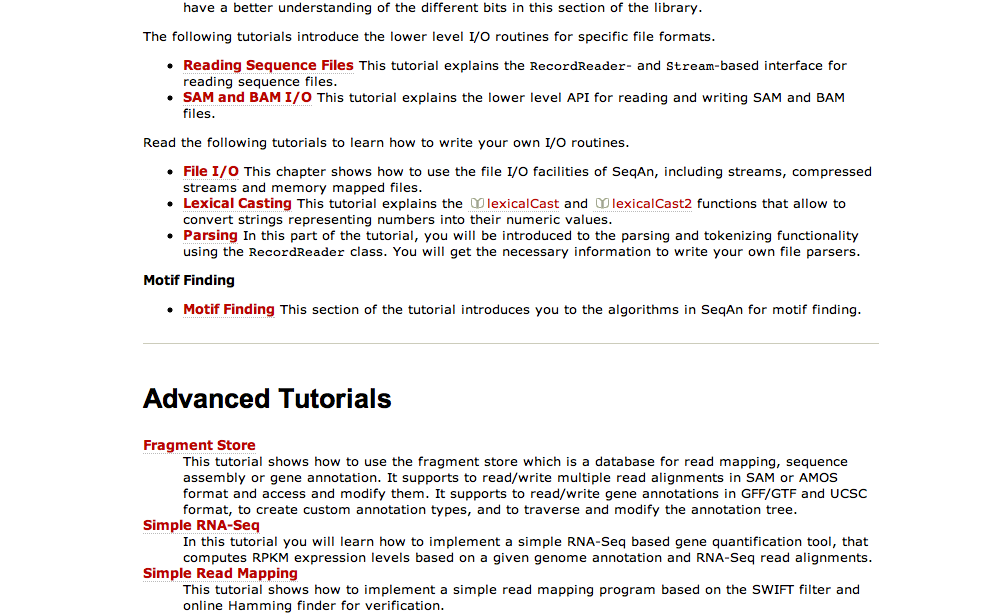 have a better understanding of the different bits in this section of the library.
The following tutorials introduce the lower level I/O routines for specific file formats.
• Reading Sequence Files This tutorial explains the RecordReader- and Stream-based interface for
reading sequence files.
• SAM and BAM I/O This tutorial explains the lower level API for reading and writing SAM and BAM
files.
Read the following tutorials to learn how to write your own I/O routines.
• File I/O This chapter shows how to use the file I/O facilities of SeqAn, including streams, compressed
streams and memory mapped files.
• Lexical Casting This tutorial explains the lexicalCast and lexicalCast2 functions that allow to
convert strings representing numbers into their numeric values.
• Parsing In this part of the tutorial, you will be introduced to the parsing and tokenizing functionality
using the RecordReader class. You will get the necessary information to write your own file parsers.
Motif Finding
• Motif Finding This section of the tutorial introduces you to the algorithms in SeqAn for motif finding.
Advanced Tutorials
Fragment Store
This tutorial shows how to use the fragment store which is a database for read mapping, sequence
assembly or gene annotation. It supports to read/write multiple read alignments in SAM or AMOS
format and access and modify them. It supports to read/write gene annotations in GFF/GTF and UCSC
format, to create custom annotation types, and to traverse and modify the annotation tree.
Simple RNA-Seq
In this tutorial you will learn how to implement a simple RNA-Seq based gene quantification tool, that
computes RPKM expression levels based on a given genome annotation and RNA-Seq read alignments.
Simple Read Mapping
This tutorial shows how to implement a simple read mapping program based on the SWIFT filter and
online Hamming finder for verification.